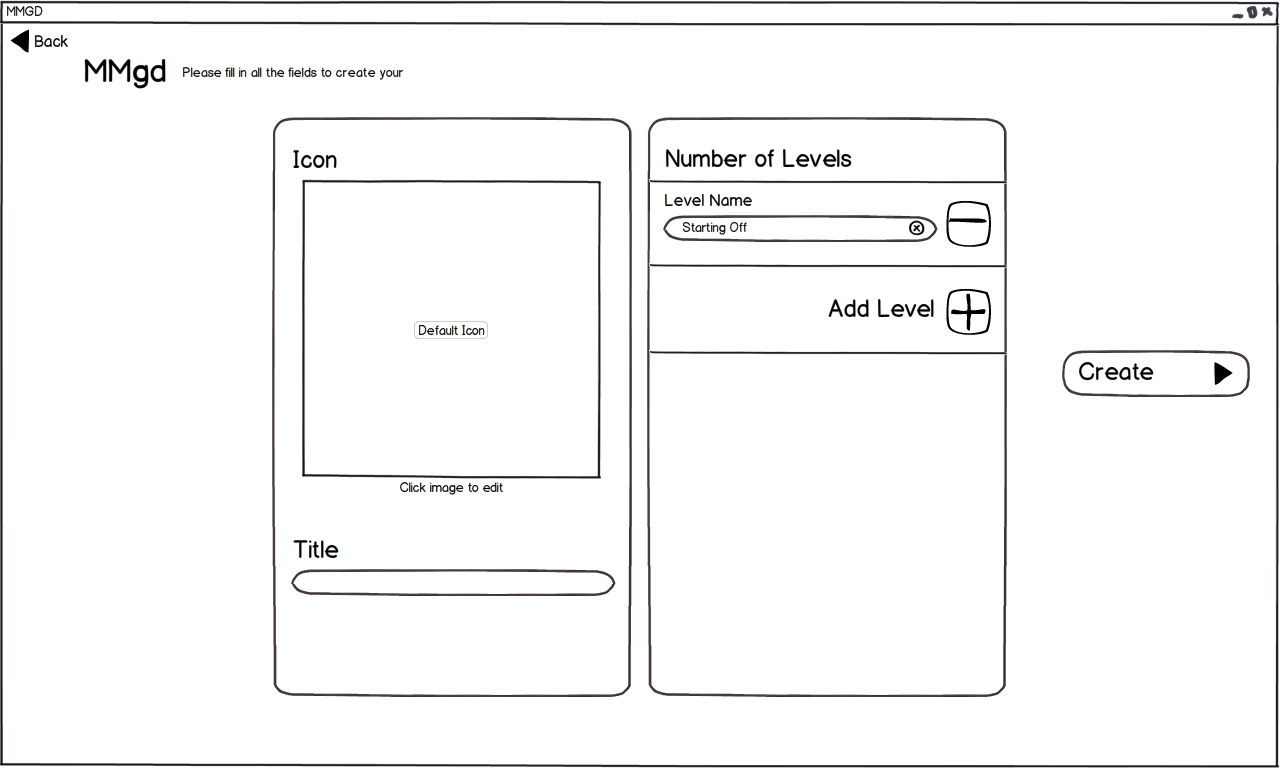 MMGD
Back
MMgd Please fill in all the fields to create your
Icon
Default Icon
Click image to edit
Title
Number of Levels
Level Name
Starting Off
Add Level
Create